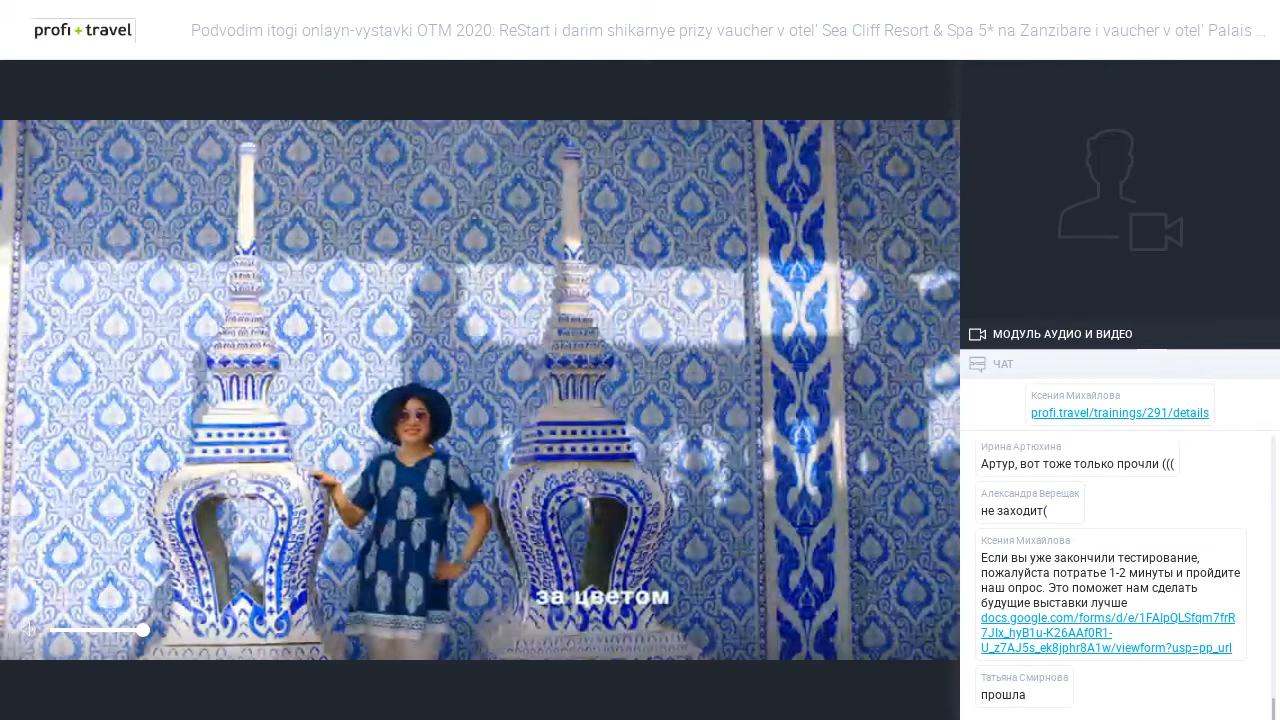 profi + travel
Podvodim itogi onlayn-vystavki OTM 2020: ReStart i darim shikarnye prizy vaucher v otel' Sea Cliff Resort & Spa 5* na Zanzibare i vaucher v otel' Palais ...
за цветом
МОДУЛЬ АУДИО И ВИДЕО
ЧАТ
Ксения Михайлова
profi.travel/trainings/291/details
Ирина Артюхина
Артур, вот тоже только прочли (((
Александра Верещак
не заходит(
Ксения Михайлова
Если вы уже закончили тестирование,
пожалуйста потратье 1-2 минуты и пройдите
наш опрос. Это поможет нам сделать
будущие выставки лучше
docs.google.com/forms/d/e/1FAIpQLSfqm7frR
7JIx_hyB1u-K26AAf0R1-
U_z7AJ5s_ek8jphr8A1w/viewform?usp=pp_url
Татьяна Смирнова
прошла